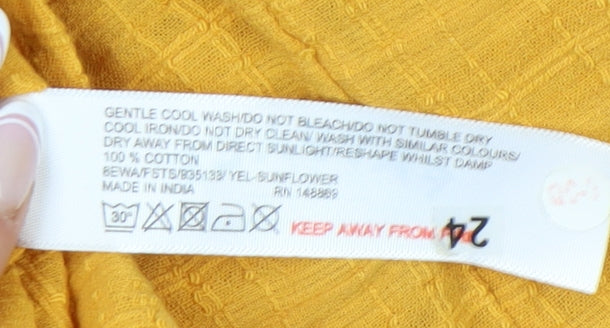 GENTLE COOL WASH/DO NOT BLEACH/DO NOT TUMBLE DRY
COOL IRON/DO NOT DRY CLEAN/ WASH WITH SIMILAR COLOURS/
DRY AWAY FROM DIRECT SUNLIGHT/RESHAPE WHILST DAMP
100 % COTTON
8EWA/FSTS/935133/ YEL-SUNFLOWER
MADE IN INDIA RN 148869
30°
KEEP AWAY FROM
24